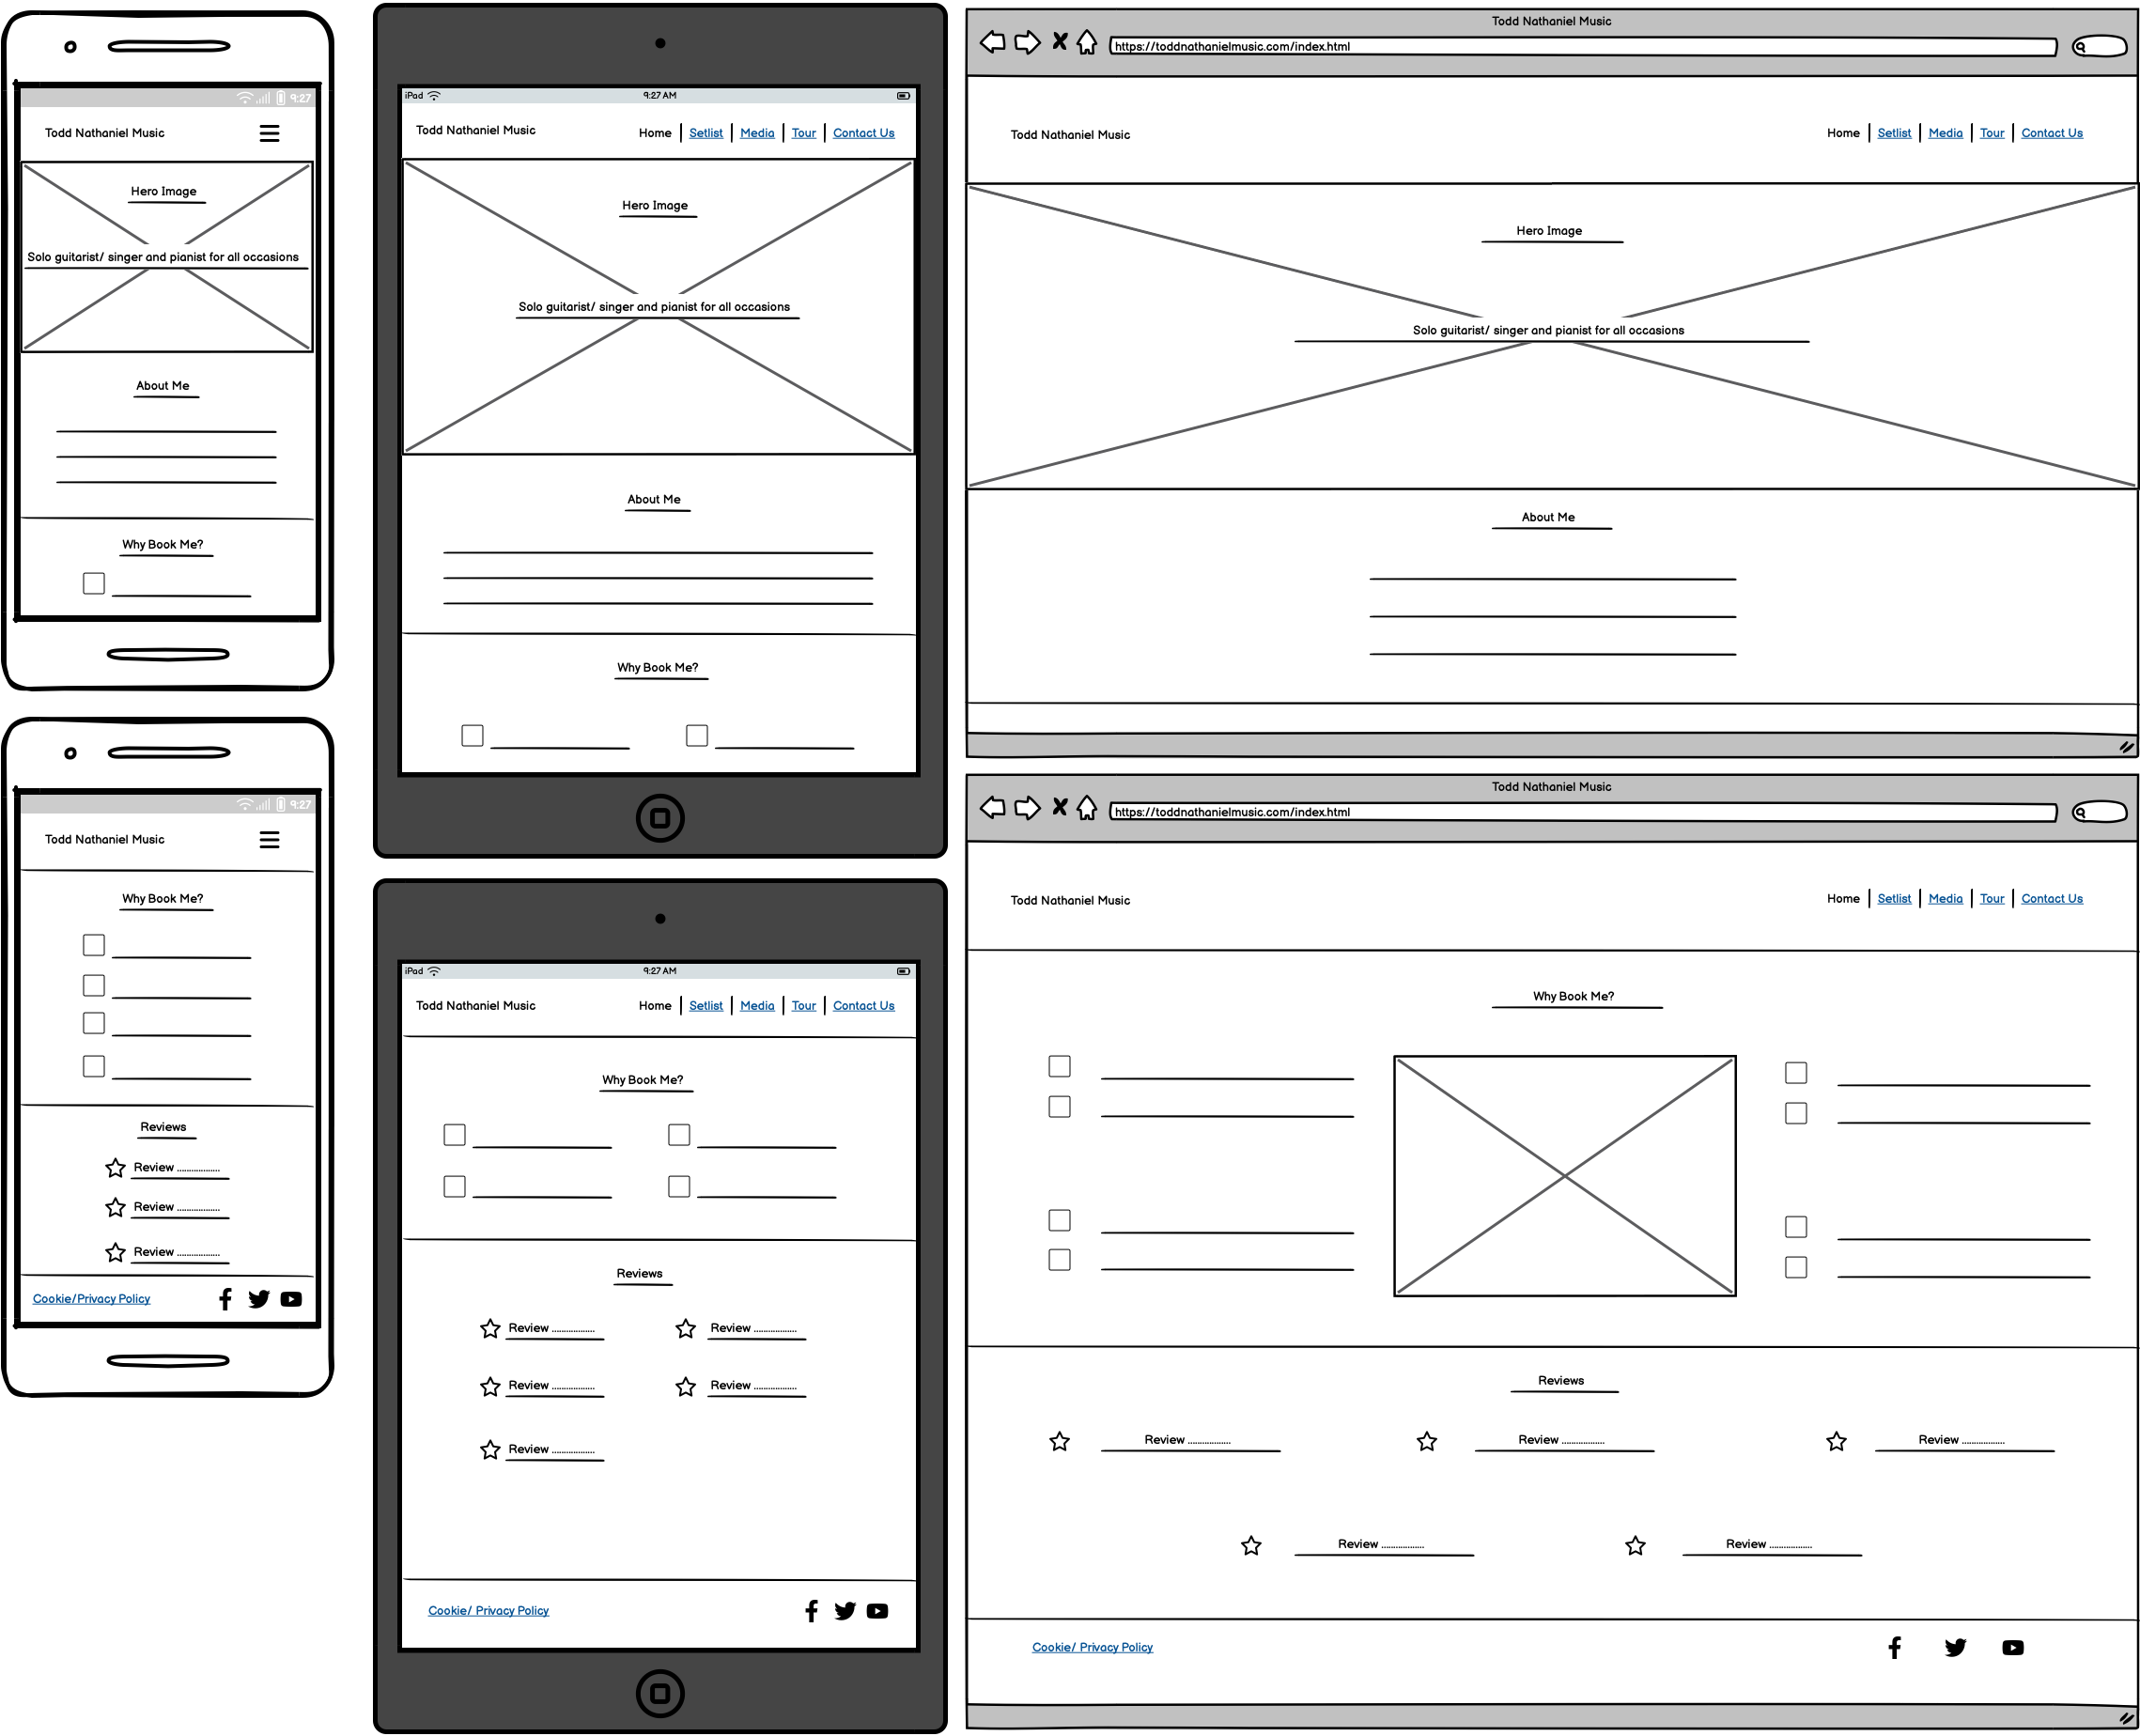 9:27
Todd Nathaniel Music
Hero Image
Solo guitarist/ singer and pianist for all occasions
About Me
Why Book Me?
9:27
Todd Nathaniel Music
Why Book Me?
Reviews
Review ..................
Review ..................
Review ..................
Cookie/Privacy Policy
iPad 9:27 AM
Todd Nathaniel Music Home Setlist Media Tour Contact Us
Hero Image
Solo guitarist/ singer and pianist for all occasions
About Me
Why Book Me?
iPad 9:27 AM
Todd Nathaniel Music Home Setlist Media Tour Contact Us
Why Book Me?
Reviews
Review .................. Review ..................
Review .................. Review ..................
Review ..................
Cookie/ Privacy Policy
Todd Nathaniel Music
https://toddnathanielmusic.com/index.html
Todd Nathaniel Music Home Setlist Media Tour Contact Us
Hero Image
Solo guitarist/ singer and pianist for all occasions
About Me
Todd Nathaniel Music
https://toddnathanielmusic.com/index.html
Todd Nathaniel Music Home Setlist Media Tour Contact Us
Why Book Me?
Reviews
Review .................. Review .................. Review ..................
Review .................. Review ..................
Cookie/ Privacy Policy